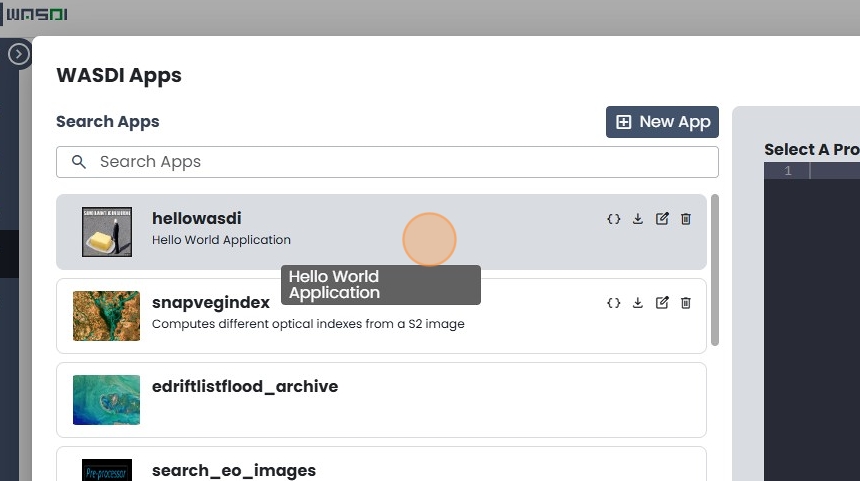 WASDI
WASDI Apps
Search Apps
New App
Search Apps
Select A Pro
1
hellowasdi
Hello World Application
Hello World
Application
snapvegindex
Computes different optical indexes from a S2 image
edriftlistflood_archive
search_eo_images
Pre-processor